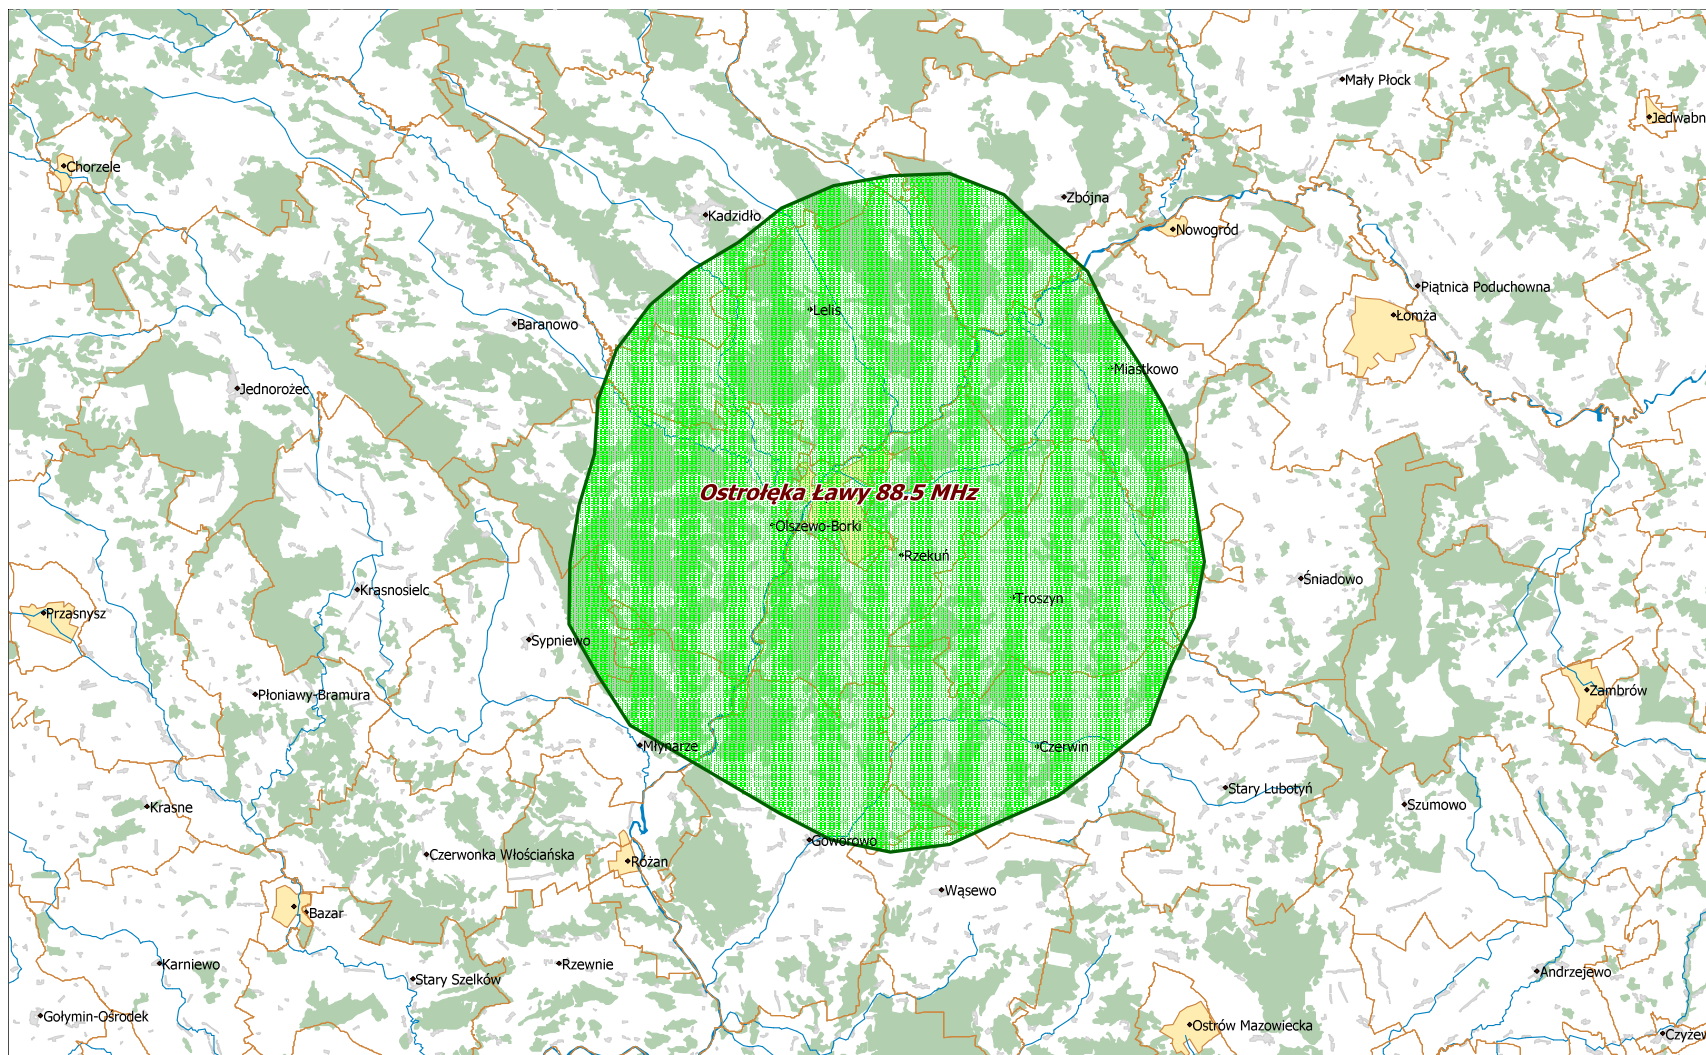 Mały Płock
Jedwabn
Chorzele
Zbójna
Kadzidło
Nowogród
Piątnica Poduchowna
Lelis
Łomża
Baranowo
Miastkowo
Jednorożec
Ostrołęka Ławy 88.5 MHz
Olszewo-Borki
Rzekuń
Śniadowo
Krasnosielc
Troszyn
Przasnysz
Sypniewo
Zambrów
Płoniawy-Bramura
Młynarze
Czerwin
Stary Lubotyń
Szumowo
Krasne
Goworowo
Czerwonka Włościańska
Różan
Wąsewo
Bazar
Karniewo
Rzewnie
Andrzejewo
Stary Szelków
Gołymin-Ośrodek
Ostrów Mazowiecka
Czyżew